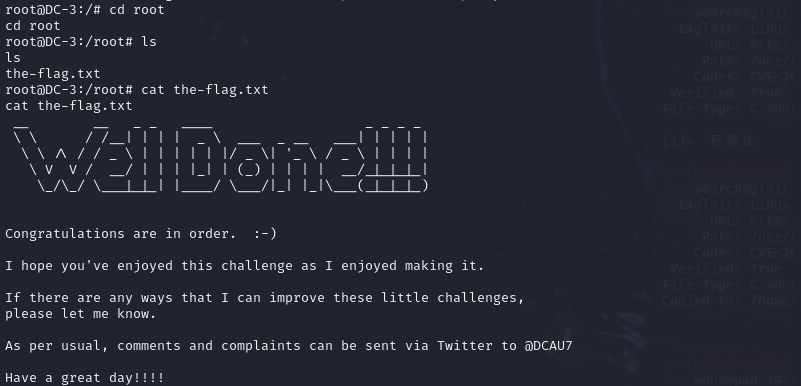 root@DC-3:/# cd root
cd root
root@DC-3:/root# ls
ls
the-flag.txt
root@DC-3:/root# cat the-flag.txt
cat the-flag.txt
Well Done!!!!
Congratulations are in order.  :-)
I hope you've enjoyed this challenge as I enjoyed making it.
If there are any ways that I can improve these little challenges,
please let me know.
As per usual, comments and complaints can be sent via Twitter to @DCAU7
Have a great day!!!!
searchsploit
Exploit: Linux
URL: https:
Path: /usr/s
Codes: CVE-20
Verified: True
File Type: C sour
[1]+ 已停止
searchsploit
Exploit: Linux
URL: https:
Path: /usr/s
Codes: CVE-20
Verified: True
File Type: C sour
Copied to: /home/